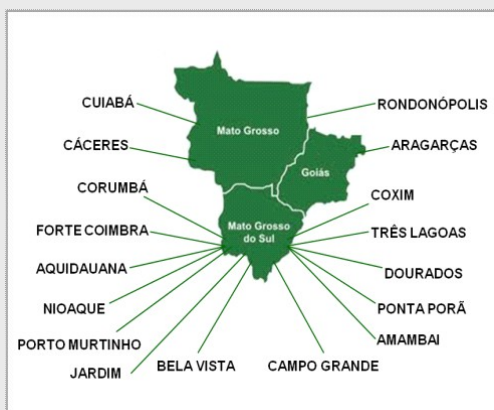 CUIABÁ
RONDONÓPOLIS
Mato Grosso
CÁCERES
ARAGARÇAS
Goiás
CORUMBÁ
COXIM
Mato Grosso
do Sul
FORTE COIMBRA
TRÊS LAGOAS
AQUIDAUANA
DOURADOS
NIOAQUE
PONTA PORÃ
PORTO MURTINHO
AMAMBAI
JARDIM
BELA VISTA
CAMPO GRANDE